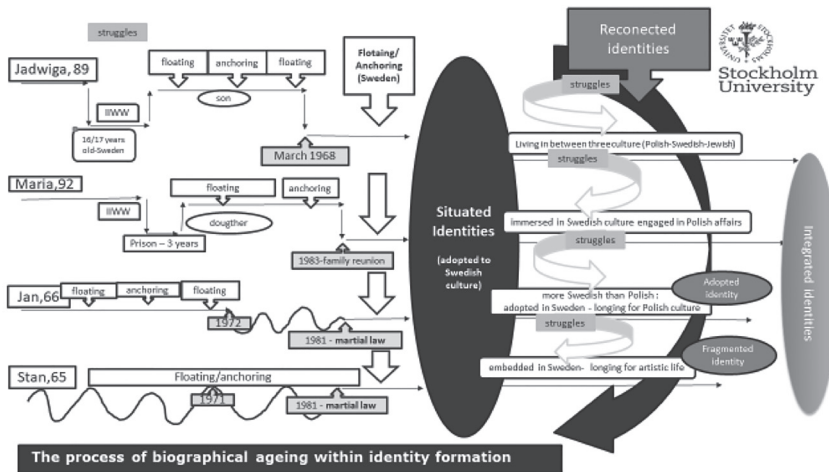 struggles
Jadwiga, 89
floating
anchoring
floating
son
IIWW
16/17 years
old-Sweden
March 1968
Maria,92
IIWW
floating
anchoring
dougther
Prison – 3 years
1983-family reunion
Jan,66
floating
anchoring
floating
1972
1981 - martial law
Stan,65
Floating/anchoring
1971
1981 - martial law
Flotaing/
Anchoring
(Sweden)
Situated
Identities
(adopted to
Swedish
culture)
Reconected
identities
struggles
Living in between three culture (Polish-Swedish-Jewish)
struggles
immersed in Swedish culture engaged in Polish affairs
struggles
more Swedish than Polish:
adopted in Sweden - longing for Polish culture
struggles
embedded in Sweden- longing for artistic life
Adopted
identity
Fragmented
identity
Integrated identities
STOCKHOLMS
UNIVERSITET
Stockholm
University
The process of biographical ageing within identity formation